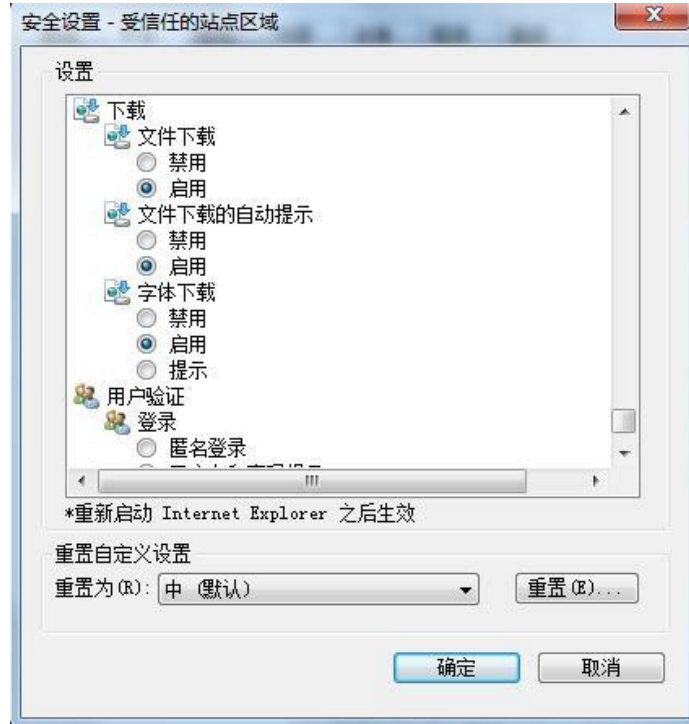 安全设置 - 受信任的站点区域
设置
下载
文件下载
禁用
启用
文件下载的自动提示
禁用
启用
字体下载
禁用
启用
提示
用户验证
登录
匿名登录
*重新启动 Internet Explorer 之后生效
重置自定义设置
重置为(R): 中 (默认) 重置(E)...
确定 取消